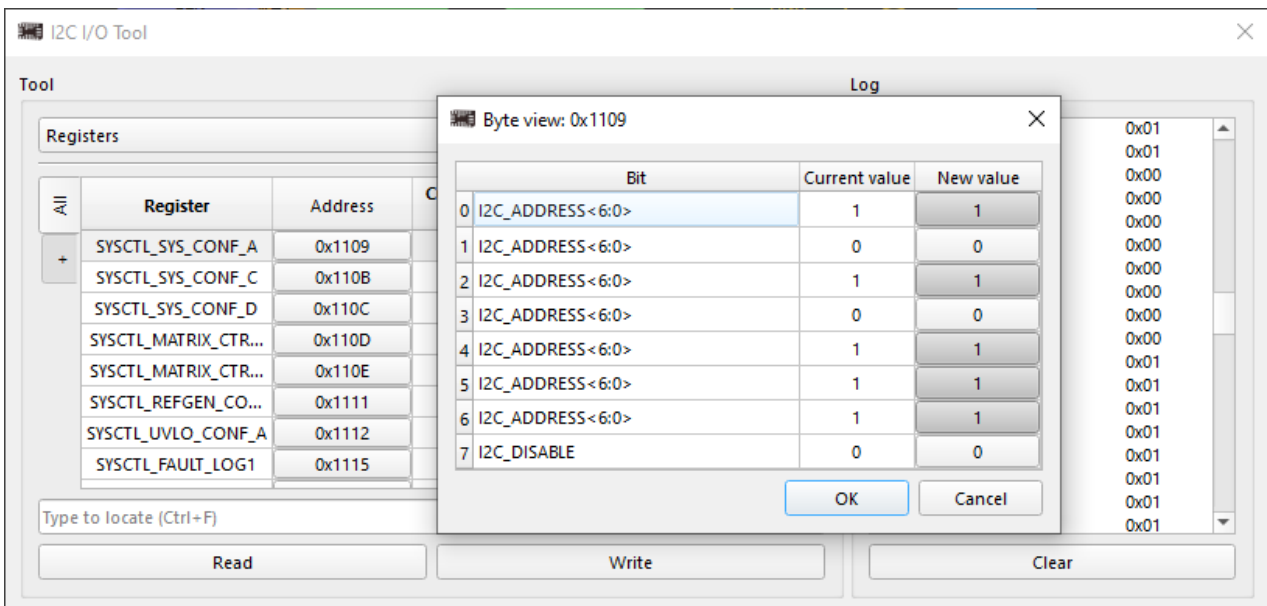 I2C I/O Tool
Tool
Log
Registers
All
+
Register Address C
SYSCTL_SYS_CONF_A 0x1109
SYSCTL_SYS_CONF_C 0x110B
SYSCTL_SYS_CONF_D 0x110C
SYSCTL_MATRIX_CTR... 0x110D
SYSCTL_MATRIX_CTR... 0x110E
SYSCTL_REFGEN_CO... 0x1111
SYSCTL_UVLO_CONF_A 0x1112
SYSCTL_FAULT_LOG1 0x1115
Type to locate (Ctrl+F)
Read
Write
Byte view: 0x1109
Bit Current value New value
0 I2C_ADDRESS<6:0> 1 1
1 I2C_ADDRESS<6:0> 0 0
2 I2C_ADDRESS<6:0> 1 1
3 I2C_ADDRESS<6:0> 0 0
4 I2C_ADDRESS<6:0> 1 1
5 I2C_ADDRESS<6:0> 1 1
6 I2C_ADDRESS<6:0> 1 1
7 I2C_DISABLE 0 0
OK
Cancel
0x01
0x01
0x00
0x00
0x00
0x00
0x00
0x00
0x00
0x00
0x01
0x01
0x01
0x01
0x01
0x01
0x01
0x01
Clear